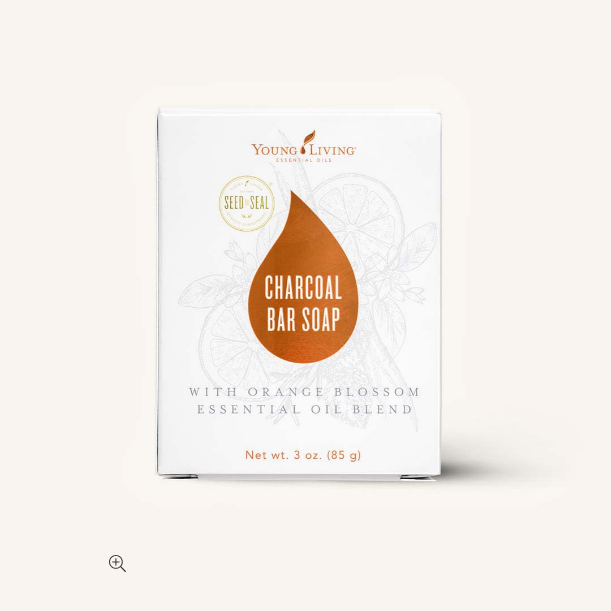 YOUNG LIVING
ESSENTIAL OILS
SEED TO SEAL
CHARCOAL
BAR SOAP
WITH ORANGE BLOSSOM
ESSENTIAL OIL BLEND
Net wt. 3 oz. (85 g)